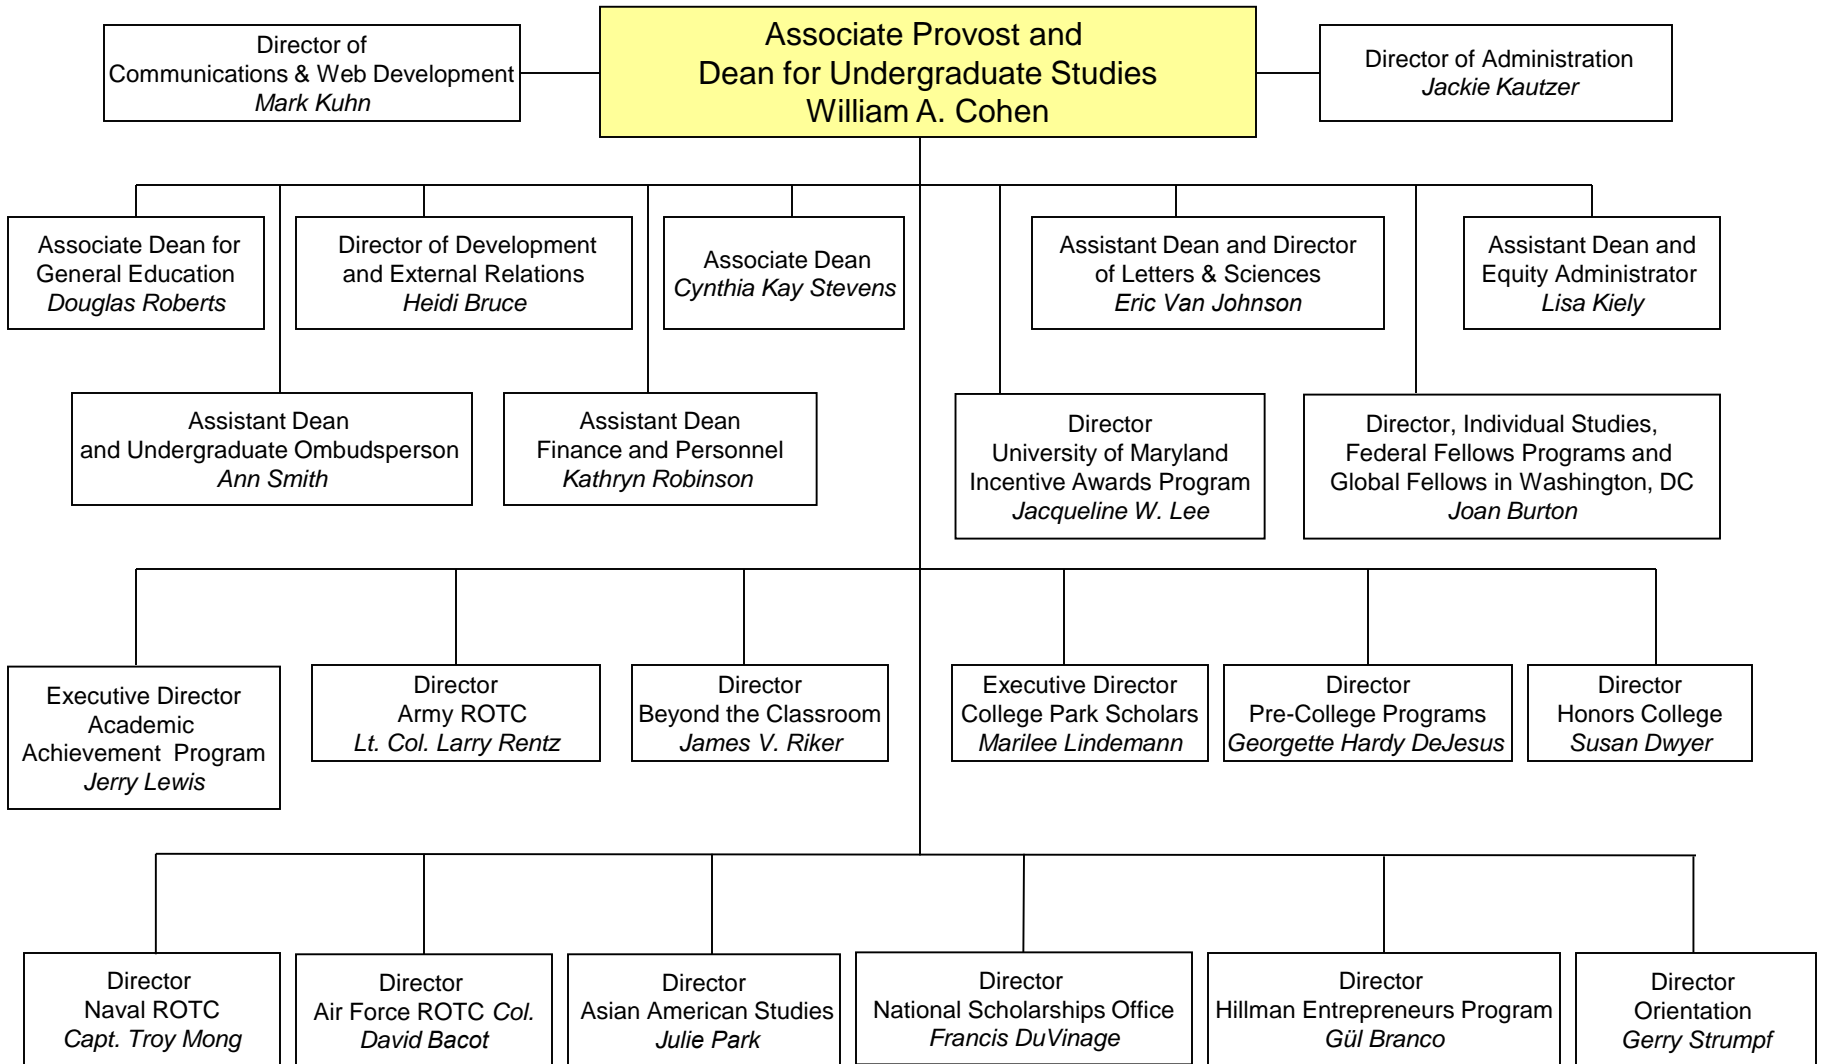 Director of
Communications & Web Development
Mark Kuhn
Associate Provost and
Dean for Undergraduate Studies
William A. Cohen
Director of Administration
Jackie Kautzer
Associate Dean for
General Education
Douglas Roberts
Director of Development
and External Relations
Heidi Bruce
Associate Dean
Cynthia Kay Stevens
Assistant Dean and Director
of Letters & Sciences
Eric Van Johnson
Assistant Dean and
Equity Administrator
Lisa Kiely
Assistant Dean
and Undergraduate Ombudsperson
Ann Smith
Assistant Dean
Finance and Personnel
Kathryn Robinson
Director
University of Maryland
Incentive Awards Program
Jacqueline W. Lee
Director, Individual Studies,
Federal Fellows Programs and
Global Fellows in Washington, DC
Joan Burton
Executive Director
Academic
Achievement Program
Jerry Lewis
Director
Army ROTC
Lt. Col. Larry Rentz
Director
Beyond the Classroom
James V. Riker
Executive Director
College Park Scholars
Marilee Lindemann
Director
Pre-College Programs
Georgette Hardy DeJesus
Director
Honors College
Susan Dwyer
Director
Naval ROTC
Capt. Troy Mong
Director
Air Force ROTC Col.
David Bacot
Director
Asian American Studies
Julie Park
Director
National Scholarships Office
Francis DuVinage
Director
Hillman Entrepreneurs Program
Gül Branco
Director
Orientation
Gerry Strumpf